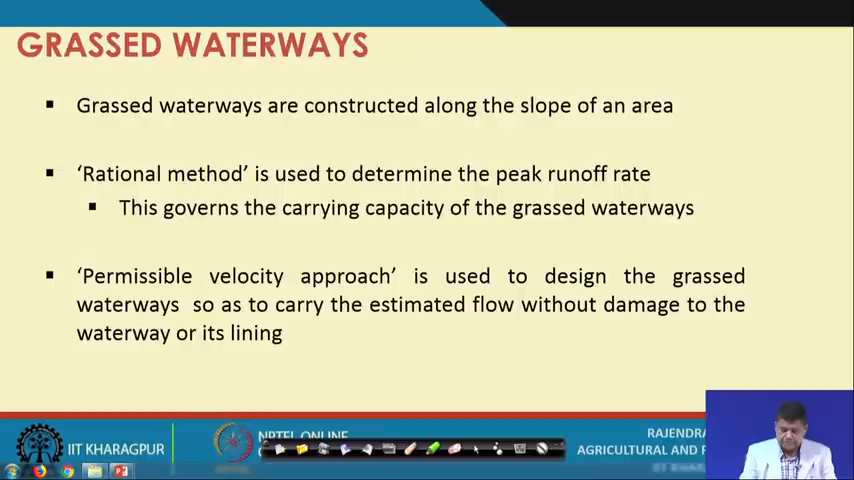 GRASSED WATERWAYS
▪ Grassed waterways are constructed along the slope of an area
▪ ‘Rational method’ is used to determine the peak runoff rate
▪ This governs the carrying capacity of the grassed waterways
▪ ‘Permissible velocity approach’ is used to design the grassed
waterways so as to carry the estimated flow without damage to the
waterway or its lining
IIT KHARAGPUR
NPTEL ONLINE
RAJENDRA
AGRICULTURAL AND